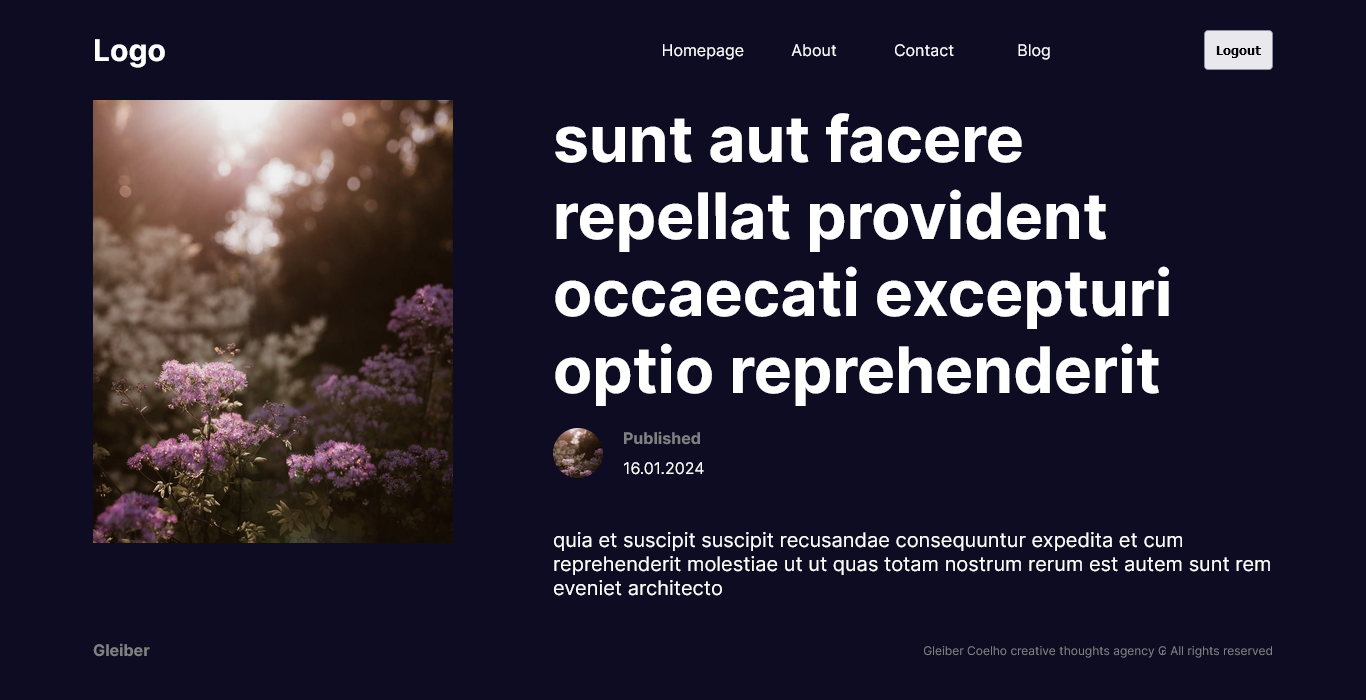 Logo
Homepage About Contact Blog Logout
sunt aut facere
repellat provident
occaecati excepturi
optio reprehenderit
Published
16.01.2024
quia et suscipit suscipit recusandae consequuntur expedita et cum
reprehenderit molestiae ut ut quas totam nostrum rerum est autem sunt rem
eveniet architecto
Gleiber
Gleiber Coelho creative thoughts agency ₢ All rights reserved